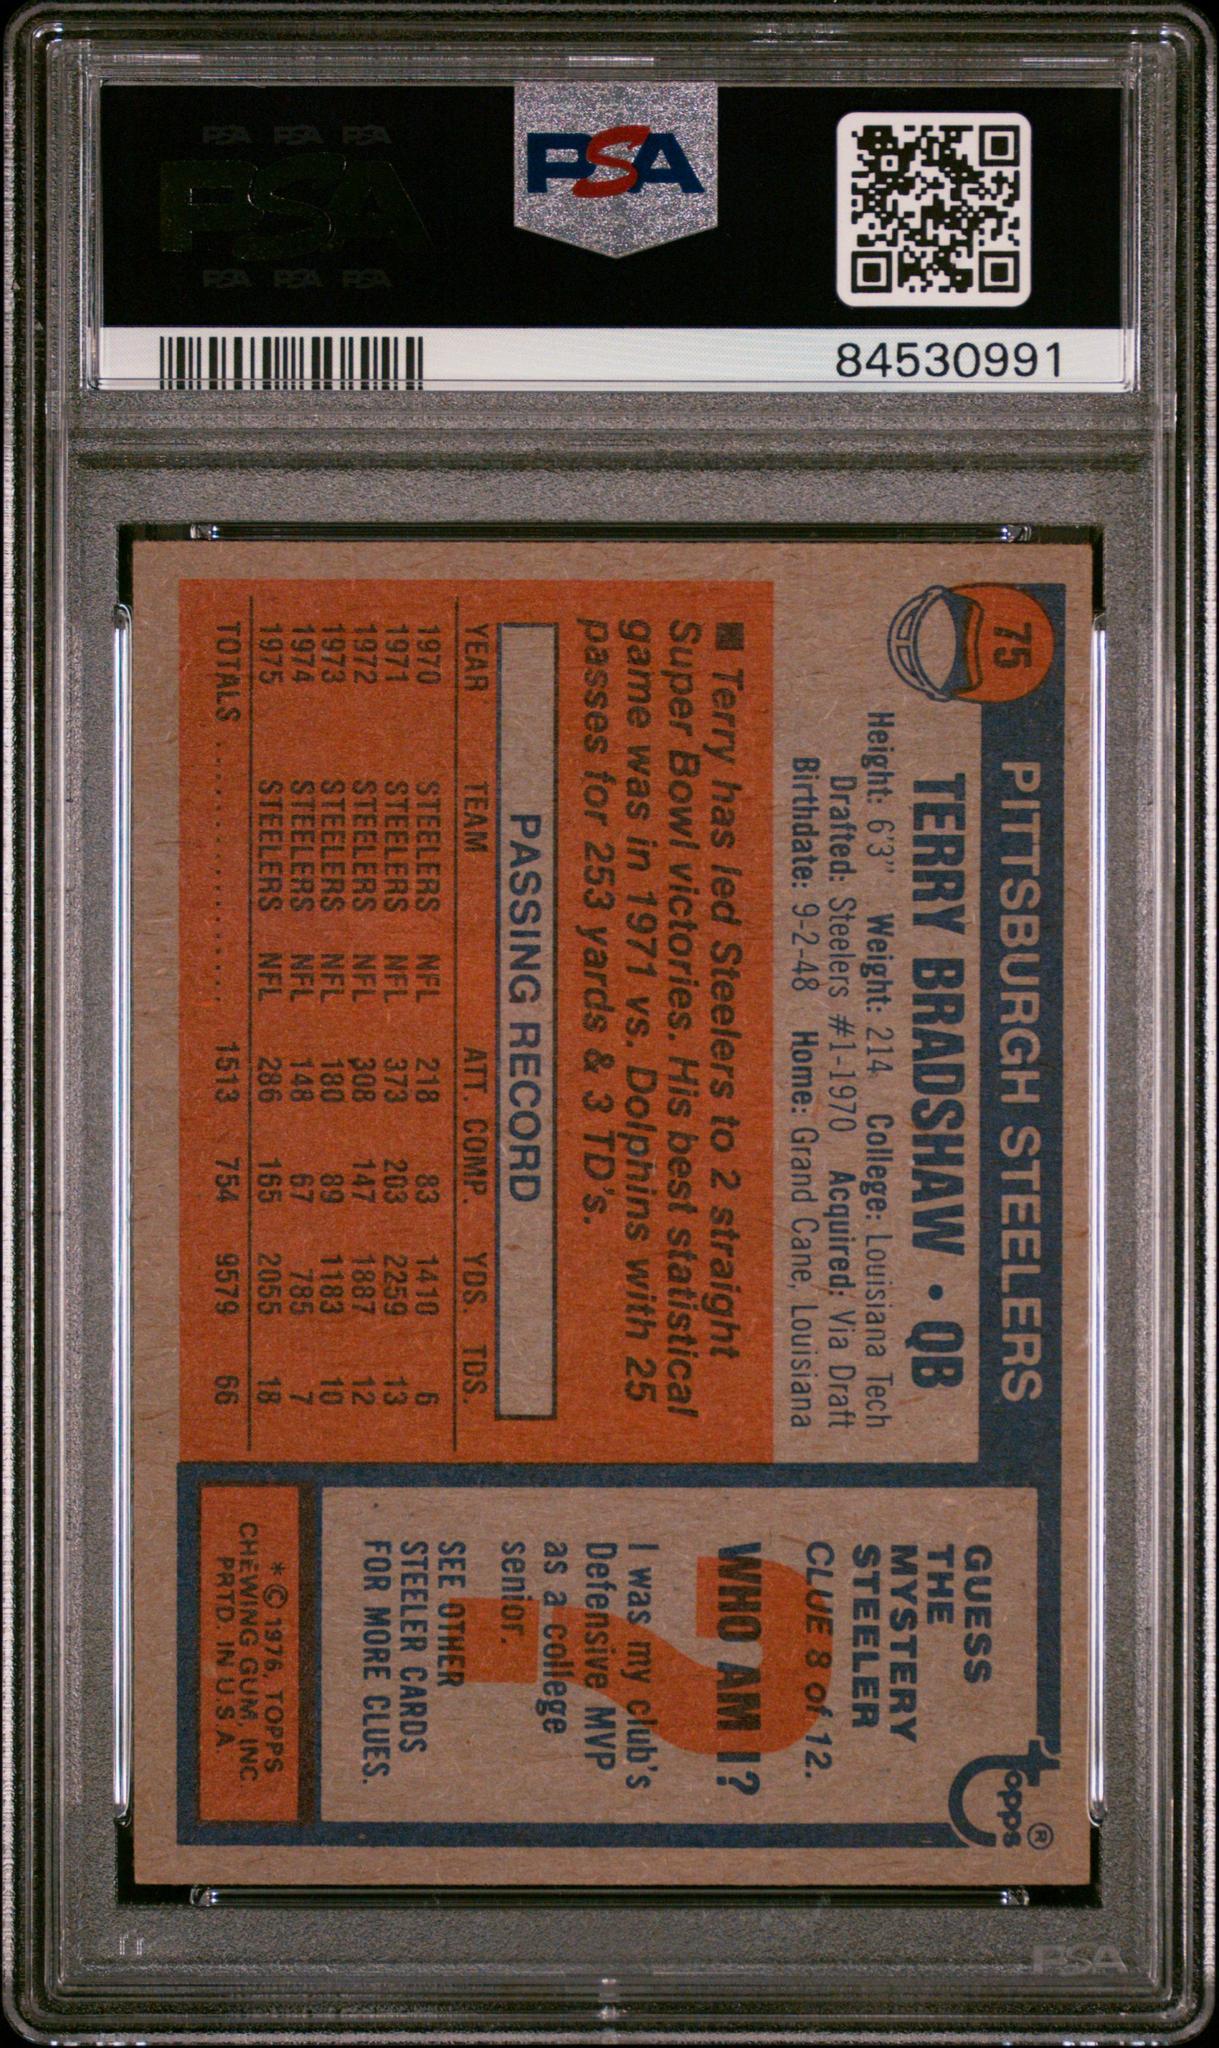 PSA PSA PSA
PSA
PSA PSA PSA
PSA
84530991
75
PITTSBURGH STEELERS
TERRY BRADSHAW • QB
Height: 6'3" Weight: 214 College: Louisiana Tech
Drafted: Steelers #1-1970 Acquired: Via Draft
Birthdate: 9-2-48 Home: Grand Cane, Louisiana
■ Terry has led Steelers to 2 straight
Super Bowl victories. His best statistical
game was in 1971 vs. Dolphins with 25
passes for 253 yards & 3 TD's.
PASSING RECORD
YEAR TEAM ATT. COMP. YDS. TDS.
1970 STEELERS NFL 218 83 1410 6
1971 STEELERS NFL 373 203 2259 13
1972 STEELERS NFL 308 147 1887 12
1973 STEELERS NFL 180 89 1183 10
1974 STEELERS NFL 148 67 785 7
1975 STEELERS NFL 286 165 2055 18
TOTALS .................... 1513 754 9579 66
topps®
GUESS
THE
MYSTERY
STEELER
CLUE 8 of 12.
?
WHO AM I?
I was my club's
Defensive MVP
as a college
senior.
SEE OTHER
STEELER CARDS
FOR MORE CLUES.
* © 1976, TOPPS
CHEWING GUM, INC.
PRTD. IN U.S.A.
PSA